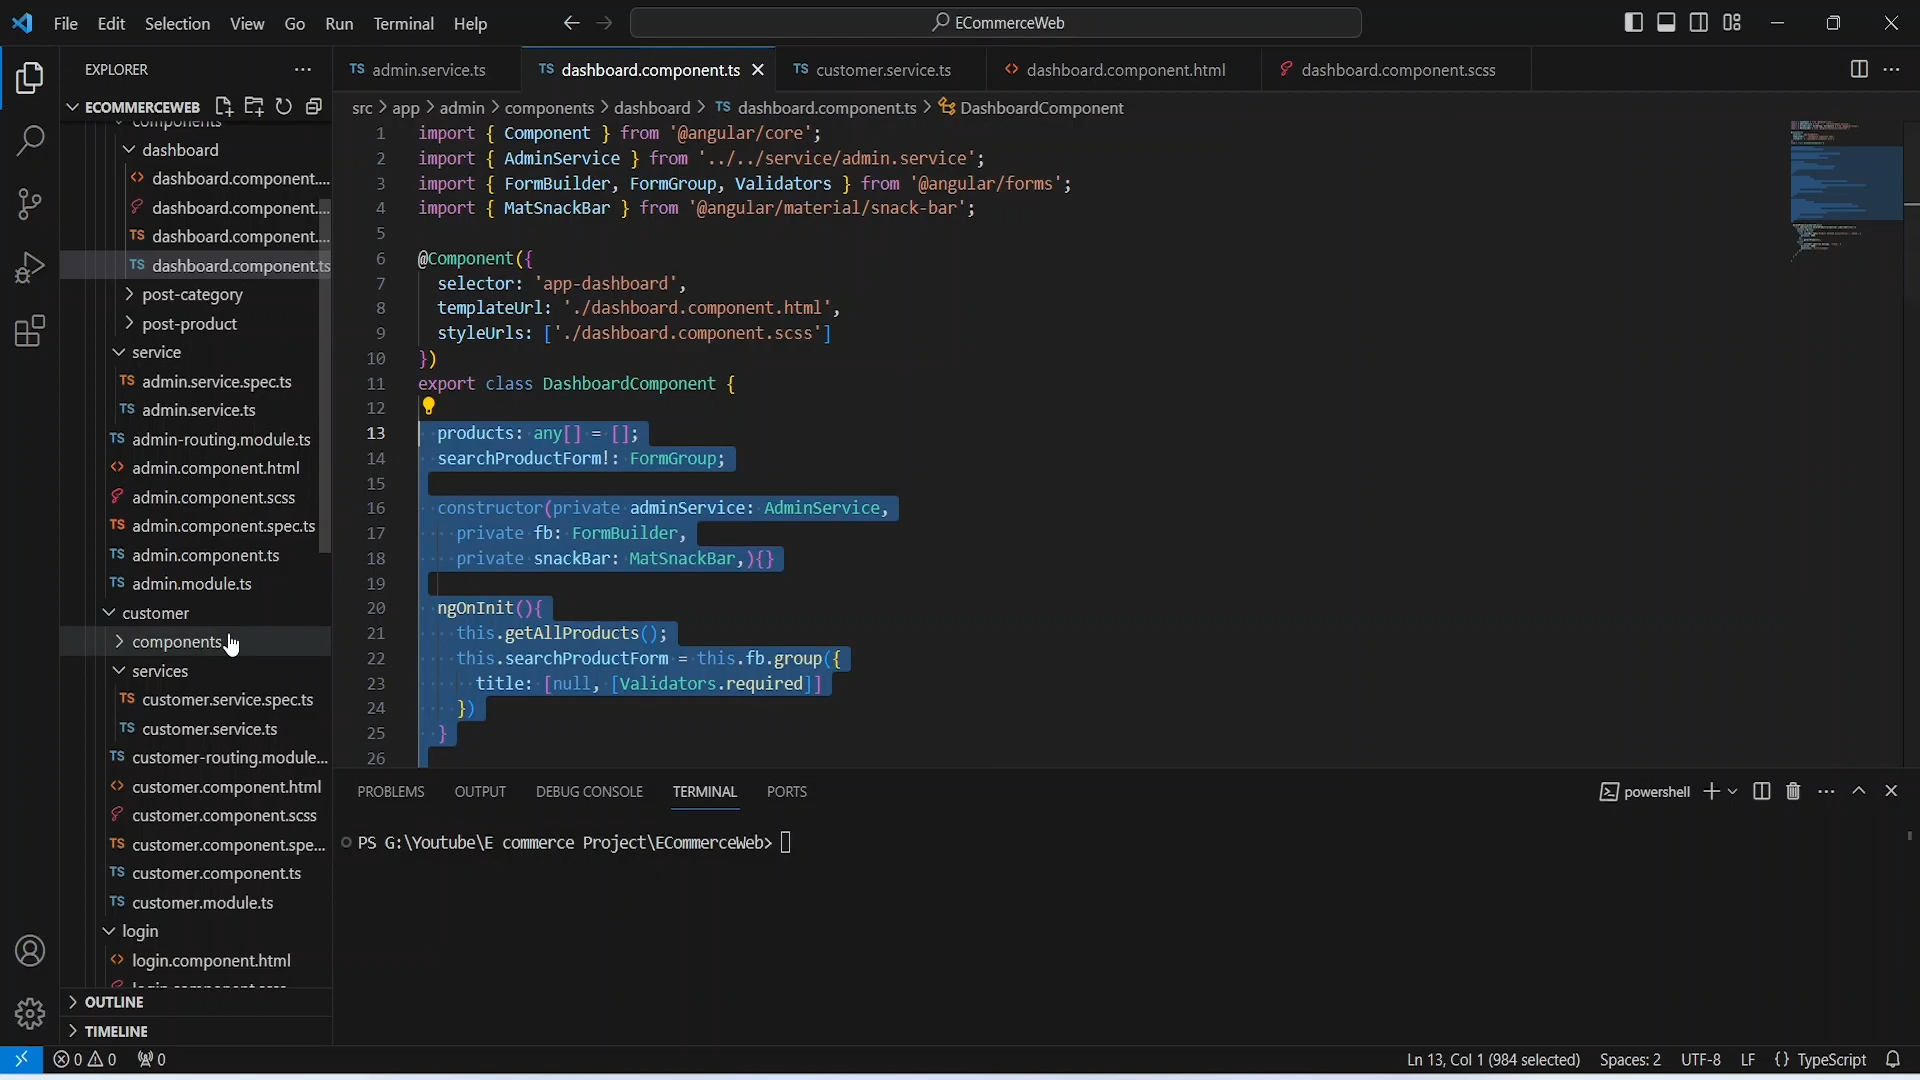 File Edit Selection View Go Run Terminal Help
ECommerceWeb
EXPLORER
ECOMMERCEWEB
components
dashboard
dashboard.component....
dashboard.component....
dashboard.component....
dashboard.component.ts
post-category
post-product
service
admin.service.spec.ts
admin.service.ts
admin-routing.module.ts
admin.component.html
admin.component.scss
admin.component.spec.ts
admin.component.ts
admin.module.ts
customer
components
services
customer.service.spec.ts
customer.service.ts
customer-routing.module...
customer.component.html
customer.component.scss
customer.component.spe...
customer.component.ts
customer.module.ts
login
login.component.html
OUTLINE
TIMELINE
TS admin.service.ts TS dashboard.component.ts TS customer.service.ts dashboard.component.html dashboard.component.scss
src > app > admin > components > dashboard > TS dashboard.component.ts > DashboardComponent
1 import { Component } from '@angular/core';
2 import { AdminService } from '../../service/admin.service';
3 import { FormBuilder, FormGroup, Validators } from '@angular/forms';
4 import { MatSnackBar } from '@angular/material/snack-bar';
5
6 @Component({
7 selector: 'app-dashboard',
8 templateUrl: './dashboard.component.html',
9 styleUrls: ['./dashboard.component.scss']
10 })
11 export class DashboardComponent {
12
13 products: any[] = [];
14 searchProductForm!: FormGroup;
15
16 constructor(private adminService: AdminService,
17 private fb: FormBuilder,
18 private snackBar: MatSnackBar,){}
19
20 ngOnInit(){
21 this.getAllProducts();
22 this.searchProductForm = this.fb.group({
23 title: [null, [Validators.required]]
24 })
25 }
26
PROBLEMS OUTPUT DEBUG CONSOLE TERMINAL PORTS
powershell
PS G:\Youtube\E commerce Project\ECommerceWeb>
0 0 0
Ln 13, Col 1 (984 selected) Spaces: 2 UTF-8 LF {} TypeScript